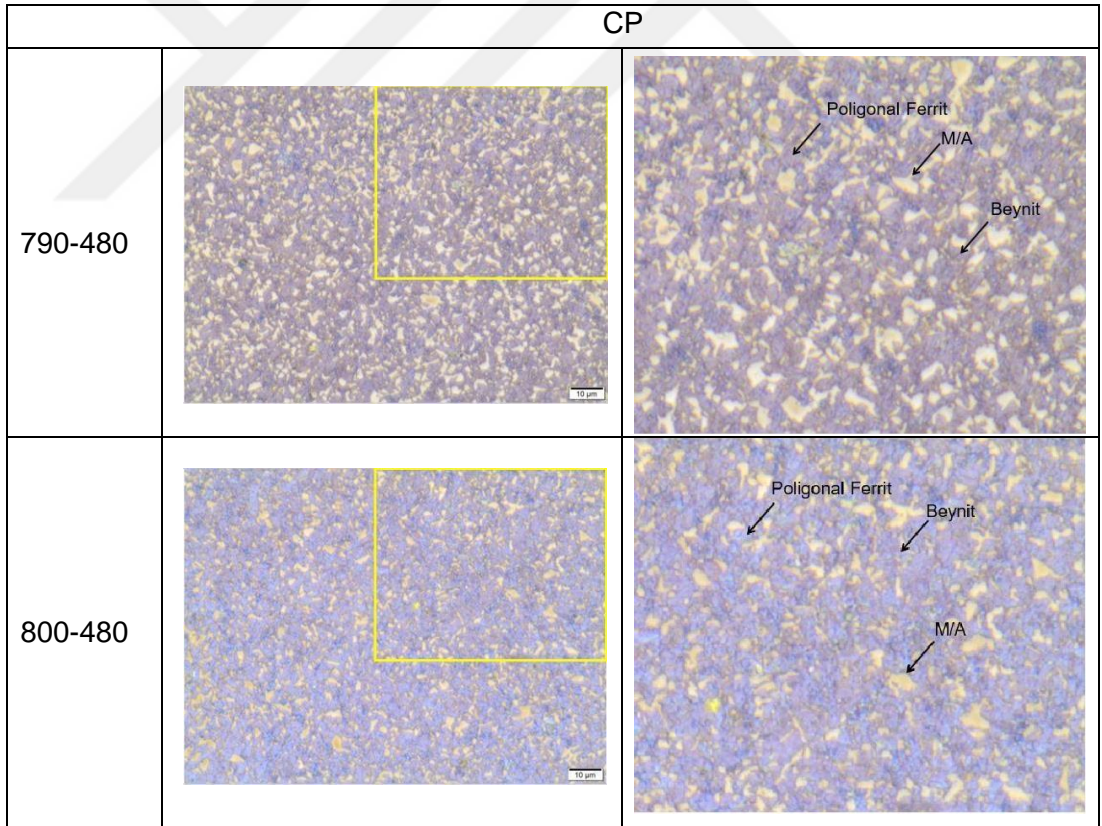 CP
790-480
10 µm
Poligonal Ferrit
M/A
Beynit
800-480
10 µm
Poligonal Ferrit
Beynit
M/A